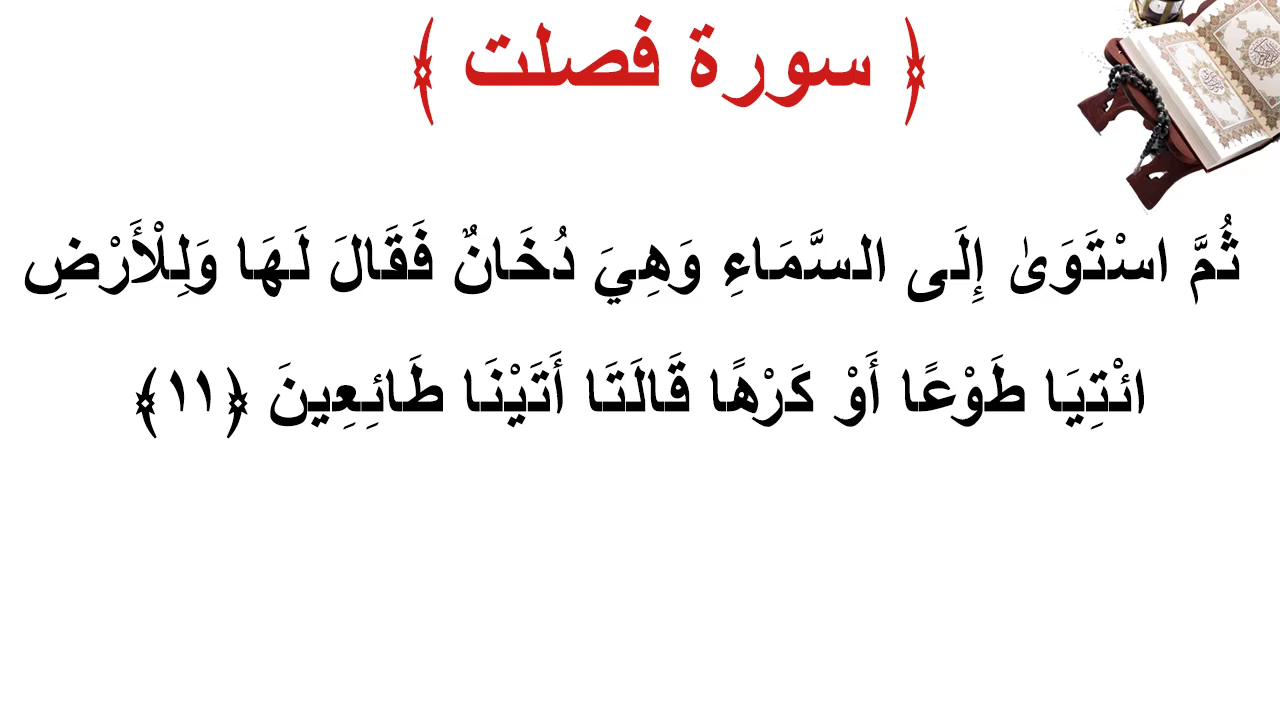 ﴿ سورة فصلت ﴾
ثُمَّ اسْتَوَىٰ إِلَى السَّمَاءِ وَهِيَ دُخَانٌ فَقَالَ لَهَا وَلِلْأَرْضِ
ائْتِيَا طَوْعًا أَوْ كَرْهًا قَالَتَا أَتَيْنَا طَائِعِينَ ﴿١١﴾